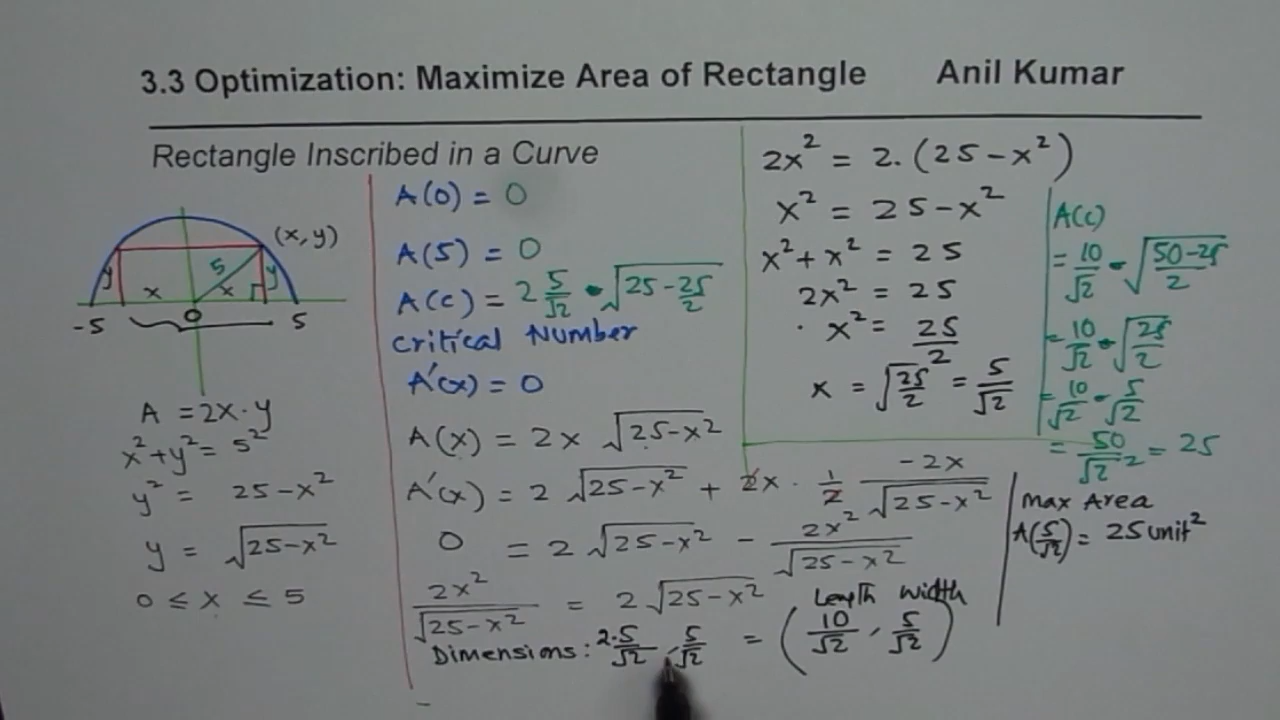 3.3 Optimization: Maximize Area of Rectangle Anil Kumar
Rectangle Inscribed in a Curve
(x, y)
5
y
y
x
x
-5
0
5
A = 2x·y
x² + y² = 5²
y² = 25 - x²
y = √(25-x²)
0 ≤ x ≤ 5
A(0) = 0
A(5) = 0
A(c) = 2 5/√2 • √(25 - 25/2)
Critical Number
A'(x) = 0
A(x) = 2x √(25-x²)
A'(x) = 2 √(25-x²) + 2x · 1/2 -2x/√(25-x²)
0 = 2 √(25-x²) - 2x²/√(25-x²)
2x²/√(25-x²) = 2 √(25-x²)
Length Width
Dimensions: 2·5/√2, 5/√2 = (10/√2, 5/√2)
2x² = 2·(25-x²)
x² = 25-x²
x² + x² = 25
2x² = 25
x² = 25/2
x = √(25/2) = 5/√2
A(c)
= 10/√2 • √((50-25)/2)
= 10/√2 • √(25/2)
= 10/√2 • 5/√2
= 50/√2² = 25
Max Area
A(5/√2) = 25 unit²